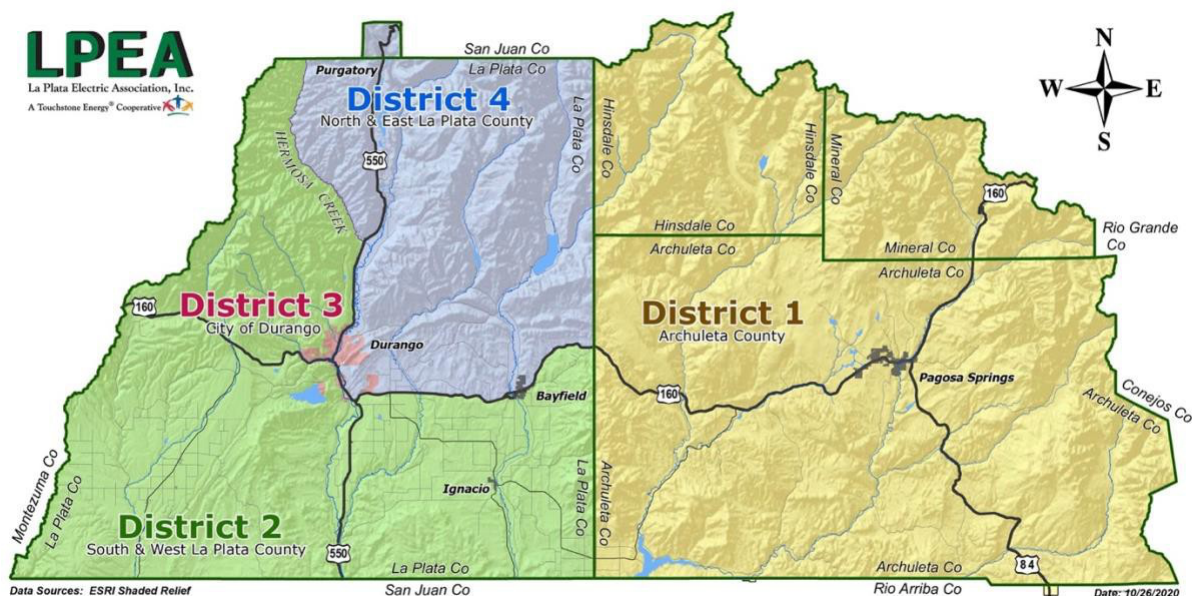 LPEA
La Plata Electric Association, Inc.
A Touchstone Energy® Cooperative
N
W
E
S
San Juan Co
La Plata Co
Purgatory
District 4
North & East La Plata County
La Plata Co
Hinsdale Co
Hinsdale Co
Mineral Co
550
HERMOSA CREEK
160
Rio Grande
Co
Hinsdale Co
Archuleta Co
Mineral Co
Archuleta Co
160
District 3
City of Durango
Durango
District 1
Archuleta County
Pagosa Springs
160
Bayfield
Conejos Co
Archuleta Co
Montezuma Co
La Plata Co
Ignacio
La Plata Co
Archuleta Co
District 2
South & West La Plata County
550
La Plata Co
San Juan Co
Archuleta Co
Rio Arriba Co
84
Data Sources: ESRI Shaded Relief
Date: 10/26/2020